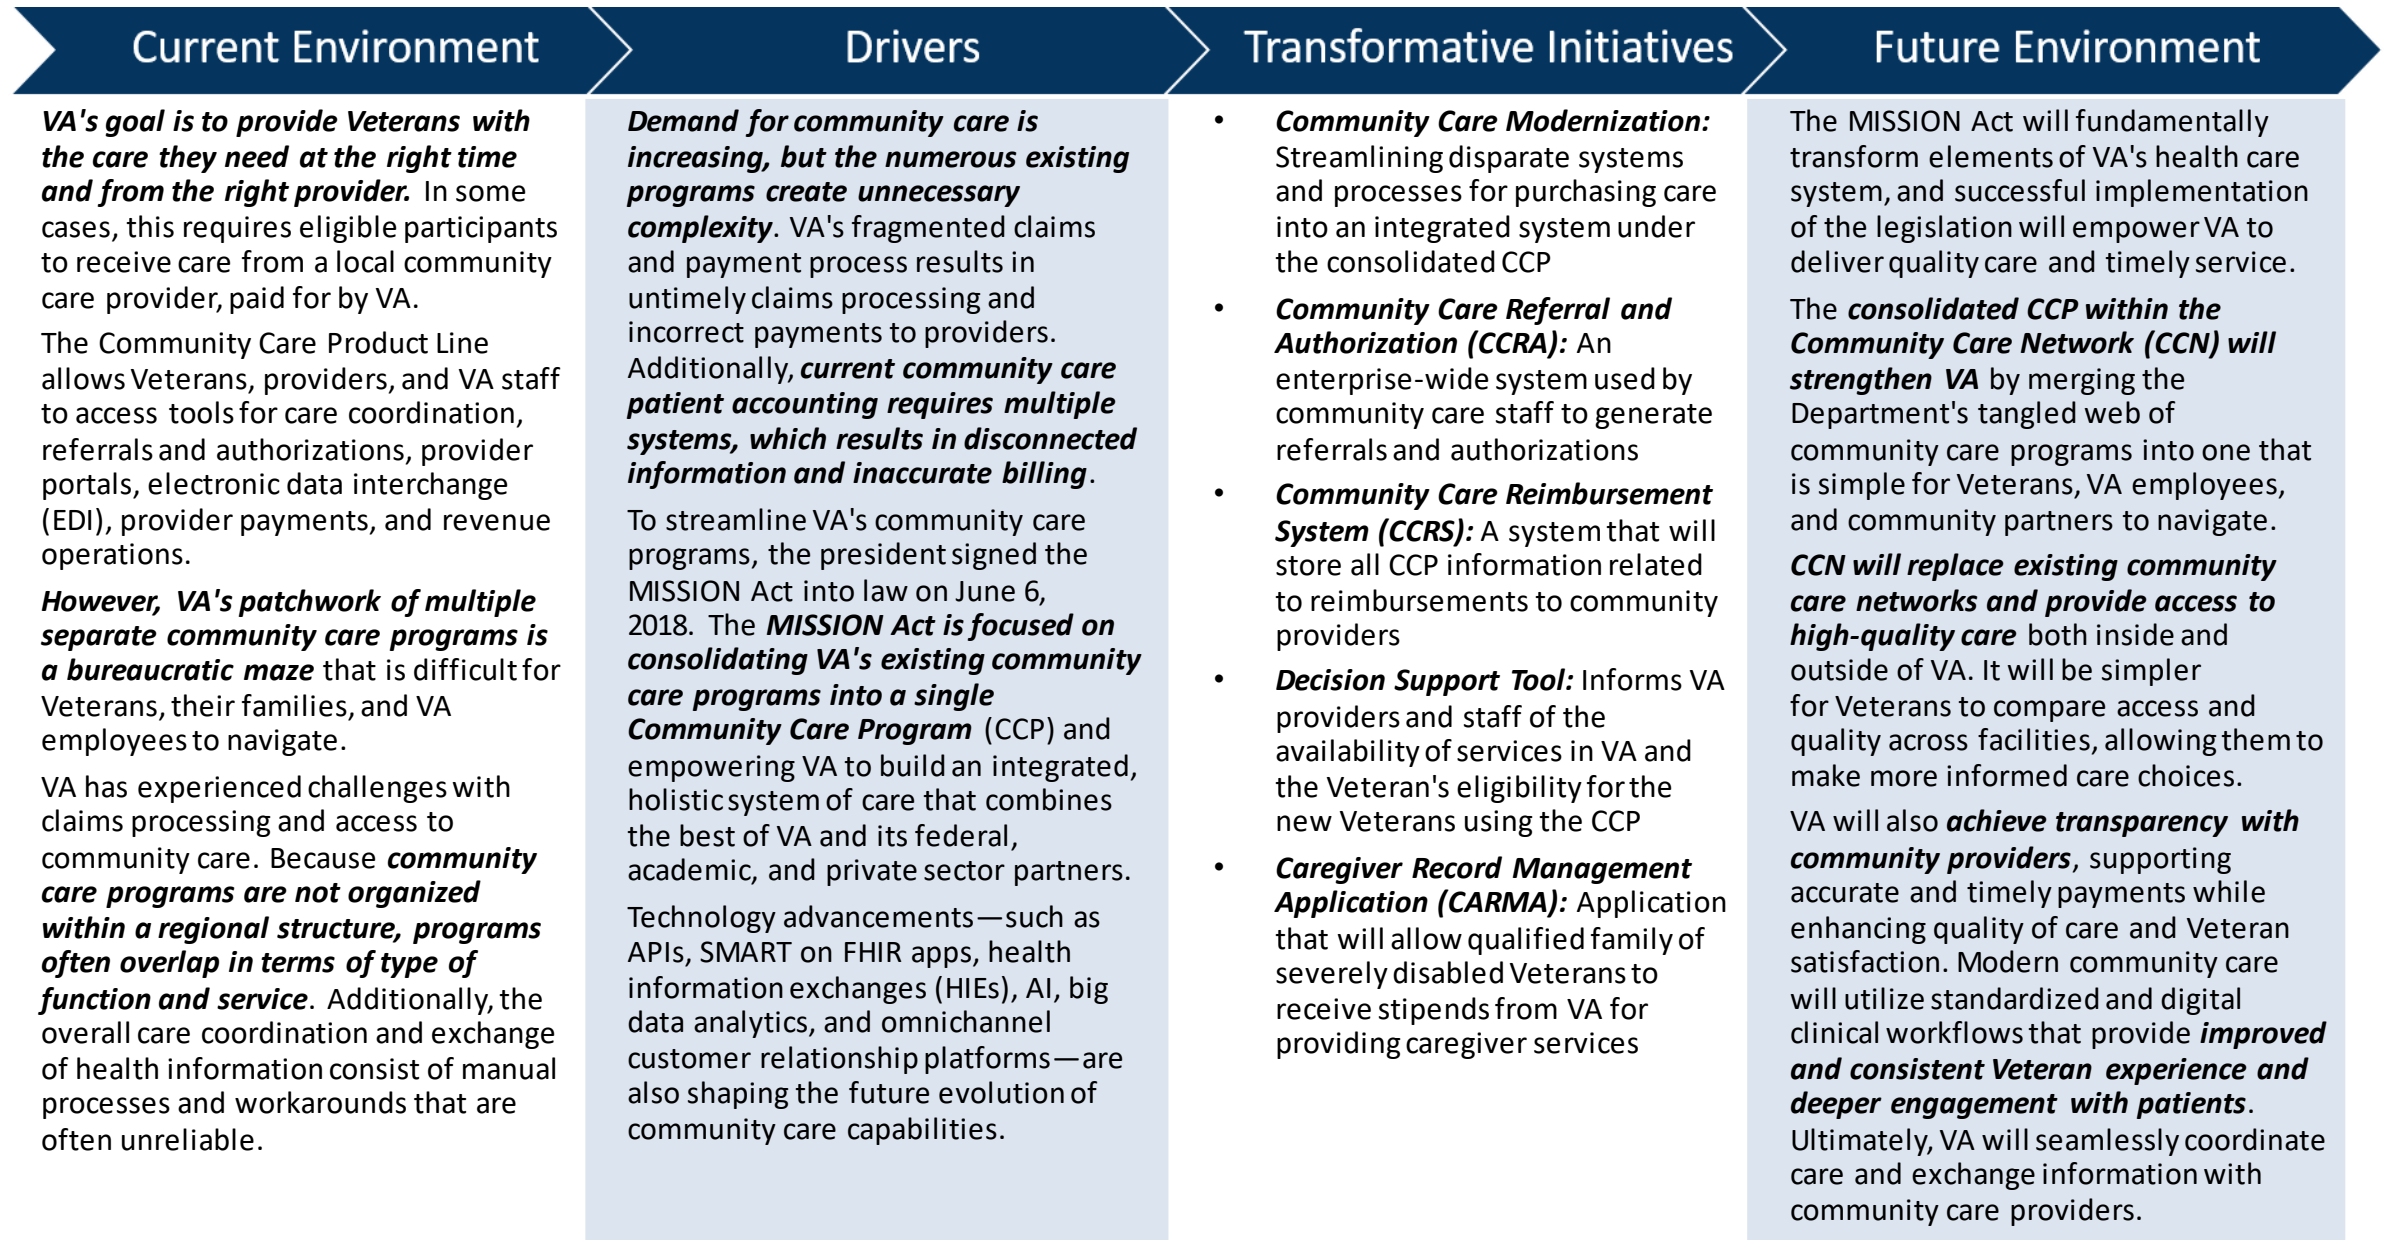 Current Environment
Drivers
Transformative Initiatives
Future Environment
VA's goal is to provide Veterans with
the care they need at the right time
and from the right provider. In some
cases, this requires eligible participants
to receive care from a local community
care provider, paid for by VA.
The Community Care Product Line
allows Veterans, providers, and VA staff
to access tools for care coordination,
referrals and authorizations, provider
portals, electronic data interchange
(EDI), provider payments, and revenue
operations.
However, VA's patchwork of multiple
separate community care programs is
a bureaucratic maze that is difficult for
Veterans, their families, and VA
employees to navigate.
VA has experienced challenges with
claims processing and access to
community care. Because community
care programs are not organized
within a regional structure, programs
often overlap in terms of type of
function and service. Additionally, the
overall care coordination and exchange
of health information consist of manual
processes and workarounds that are
often unreliable.
Demand for community care is
increasing, but the numerous existing
programs create unnecessary
complexity. VA's fragmented claims
and payment process results in
untimely claims processing and
incorrect payments to providers.
Additionally, current community care
patient accounting requires multiple
systems, which results in disconnected
information and inaccurate billing.
To streamline VA's community care
programs, the president signed the
MISSION Act into law on June 6,
2018. The MISSION Act is focused on
consolidating VA's existing community
care programs into a single
Community Care Program (CCP) and
empowering VA to build an integrated,
holistic system of care that combines
the best of VA and its federal,
academic, and private sector partners.
Technology advancements—such as
APIs, SMART on FHIR apps, health
information exchanges (HIEs), AI, big
data analytics, and omnichannel
customer relationship platforms—are
also shaping the future evolution of
community care capabilities.
• Community Care Modernization:
Streamlining disparate systems
and processes for purchasing care
into an integrated system under
the consolidated CCP
• Community Care Referral and
Authorization (CCRA): An
enterprise-wide system used by
community care staff to generate
referrals and authorizations
• Community Care Reimbursement
System (CCRS): A system that will
store all CCP information related
to reimbursements to community
providers
• Decision Support Tool: Informs VA
providers and staff of the
availability of services in VA and
the Veteran's eligibility for the
new Veterans using the CCP
• Caregiver Record Management
Application (CARMA): Application
that will allow qualified family of
severely disabled Veterans to
receive stipends from VA for
providing caregiver services
The MISSION Act will fundamentally
transform elements of VA's health care
system, and successful implementation
of the legislation will empower VA to
deliver quality care and timely service.
The consolidated CCP within the
Community Care Network (CCN) will
strengthen VA by merging the
Department's tangled web of
community care programs into one that
is simple for Veterans, VA employees,
and community partners to navigate.
CCN will replace existing community
care networks and provide access to
high-quality care both inside and
outside of VA. It will be simpler
for Veterans to compare access and
quality across facilities, allowing them to
make more informed care choices.
VA will also achieve transparency with
community providers, supporting
accurate and timely payments while
enhancing quality of care and Veteran
satisfaction. Modern community care
will utilize standardized and digital
clinical workflows that provide improved
and consistent Veteran experience and
deeper engagement with patients.
Ultimately, VA will seamlessly coordinate
care and exchange information with
community care providers.